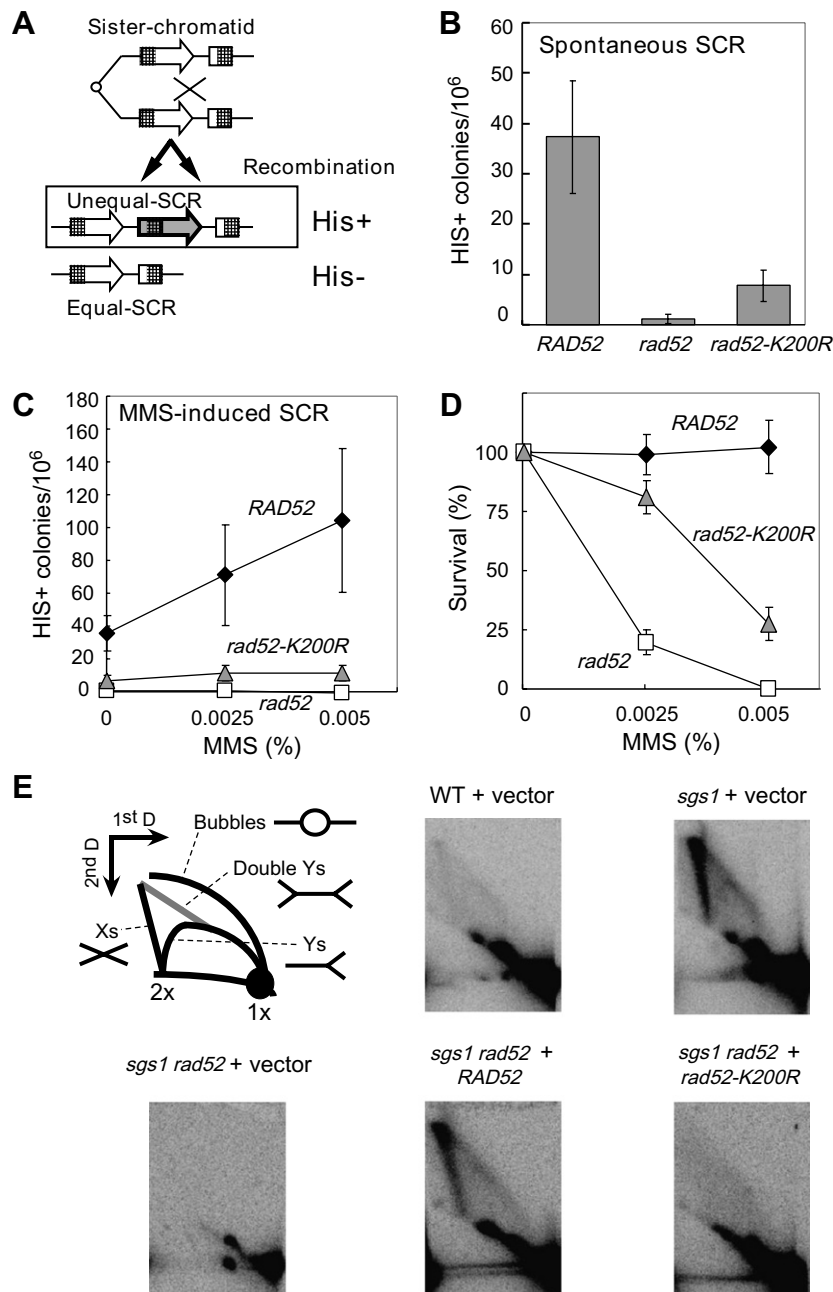 A
Sister-chromatid
Recombination
Unequal-SCR
His+
His-
Equal-SCR
B
Spontaneous SCR
HIS+ colonies/10⁶
60
50
40
30
20
10
0
RAD52
rad52
rad52-K200R
C
MMS-induced SCR
HIS+ colonies/10⁶
180
160
140
120
100
80
60
40
20
0
RAD52
rad52-K200R
rad52
0
0.0025
0.005
MMS (%)
D
Survival (%)
100
75
50
25
0
RAD52
rad52-K200R
rad52
0
0.0025
0.005
MMS (%)
E
1st D
2nd D
Bubbles
Double Ys
Xs
Ys
2x
1x
WT + vector
sgs1 + vector
sgs1 rad52 + vector
sgs1 rad52 +
RAD52
sgs1 rad52 +
rad52-K200R